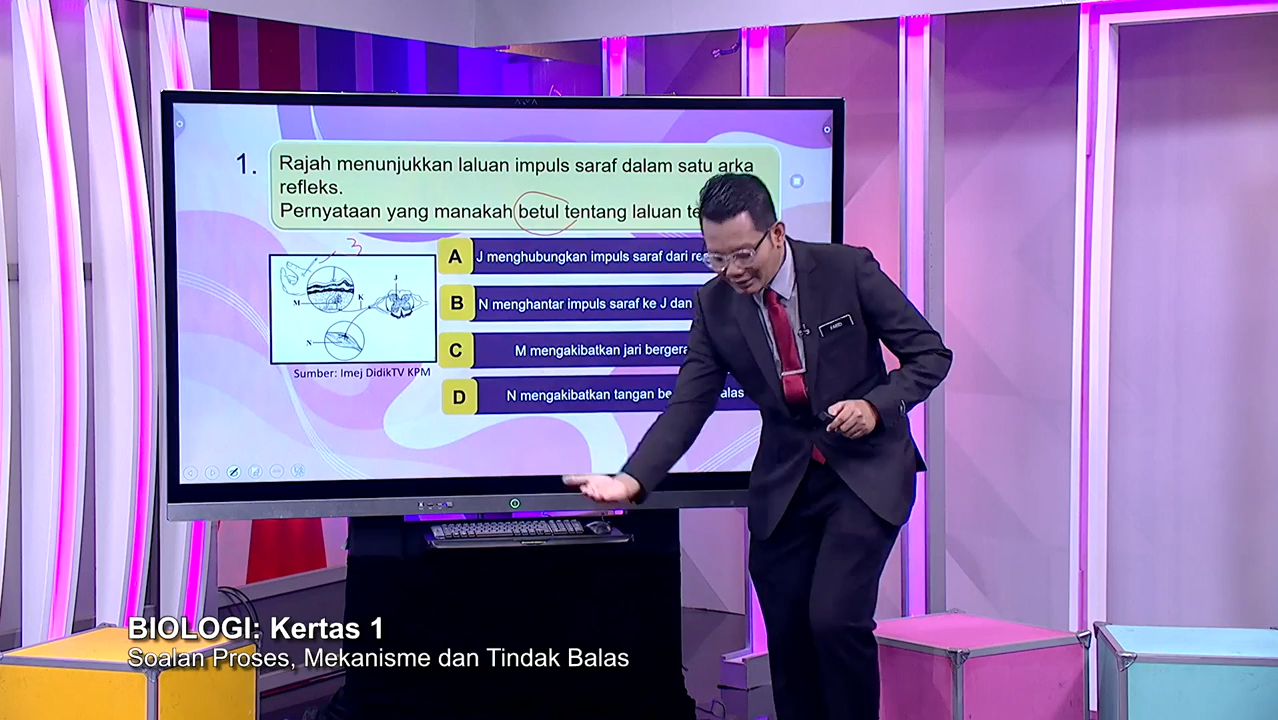 1.
Rajah menunjukkan laluan impuls saraf dalam satu arka
refleks.
Pernyataan yang manakah betul tentang laluan
3
J
M
K
N
Sumber: Imej DidikTV KPM
A J menghubungkan impuls saraf dari
B N menghantar impuls saraf ke J dan
C M mengakibatkan jari
D N mengakibatkan tangan
BIOLOGI: Kertas 1
Soalan Proses, Mekanisme dan Tindak Balas